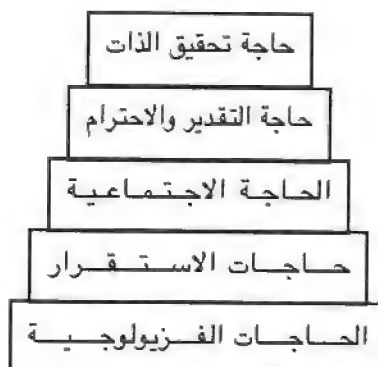 حاجة تحقيق الذات
حاجة التقدير والاحترام
الحاجة الاجتماعية
حاجات الاستقرار
الحاجات الفزيولوجية